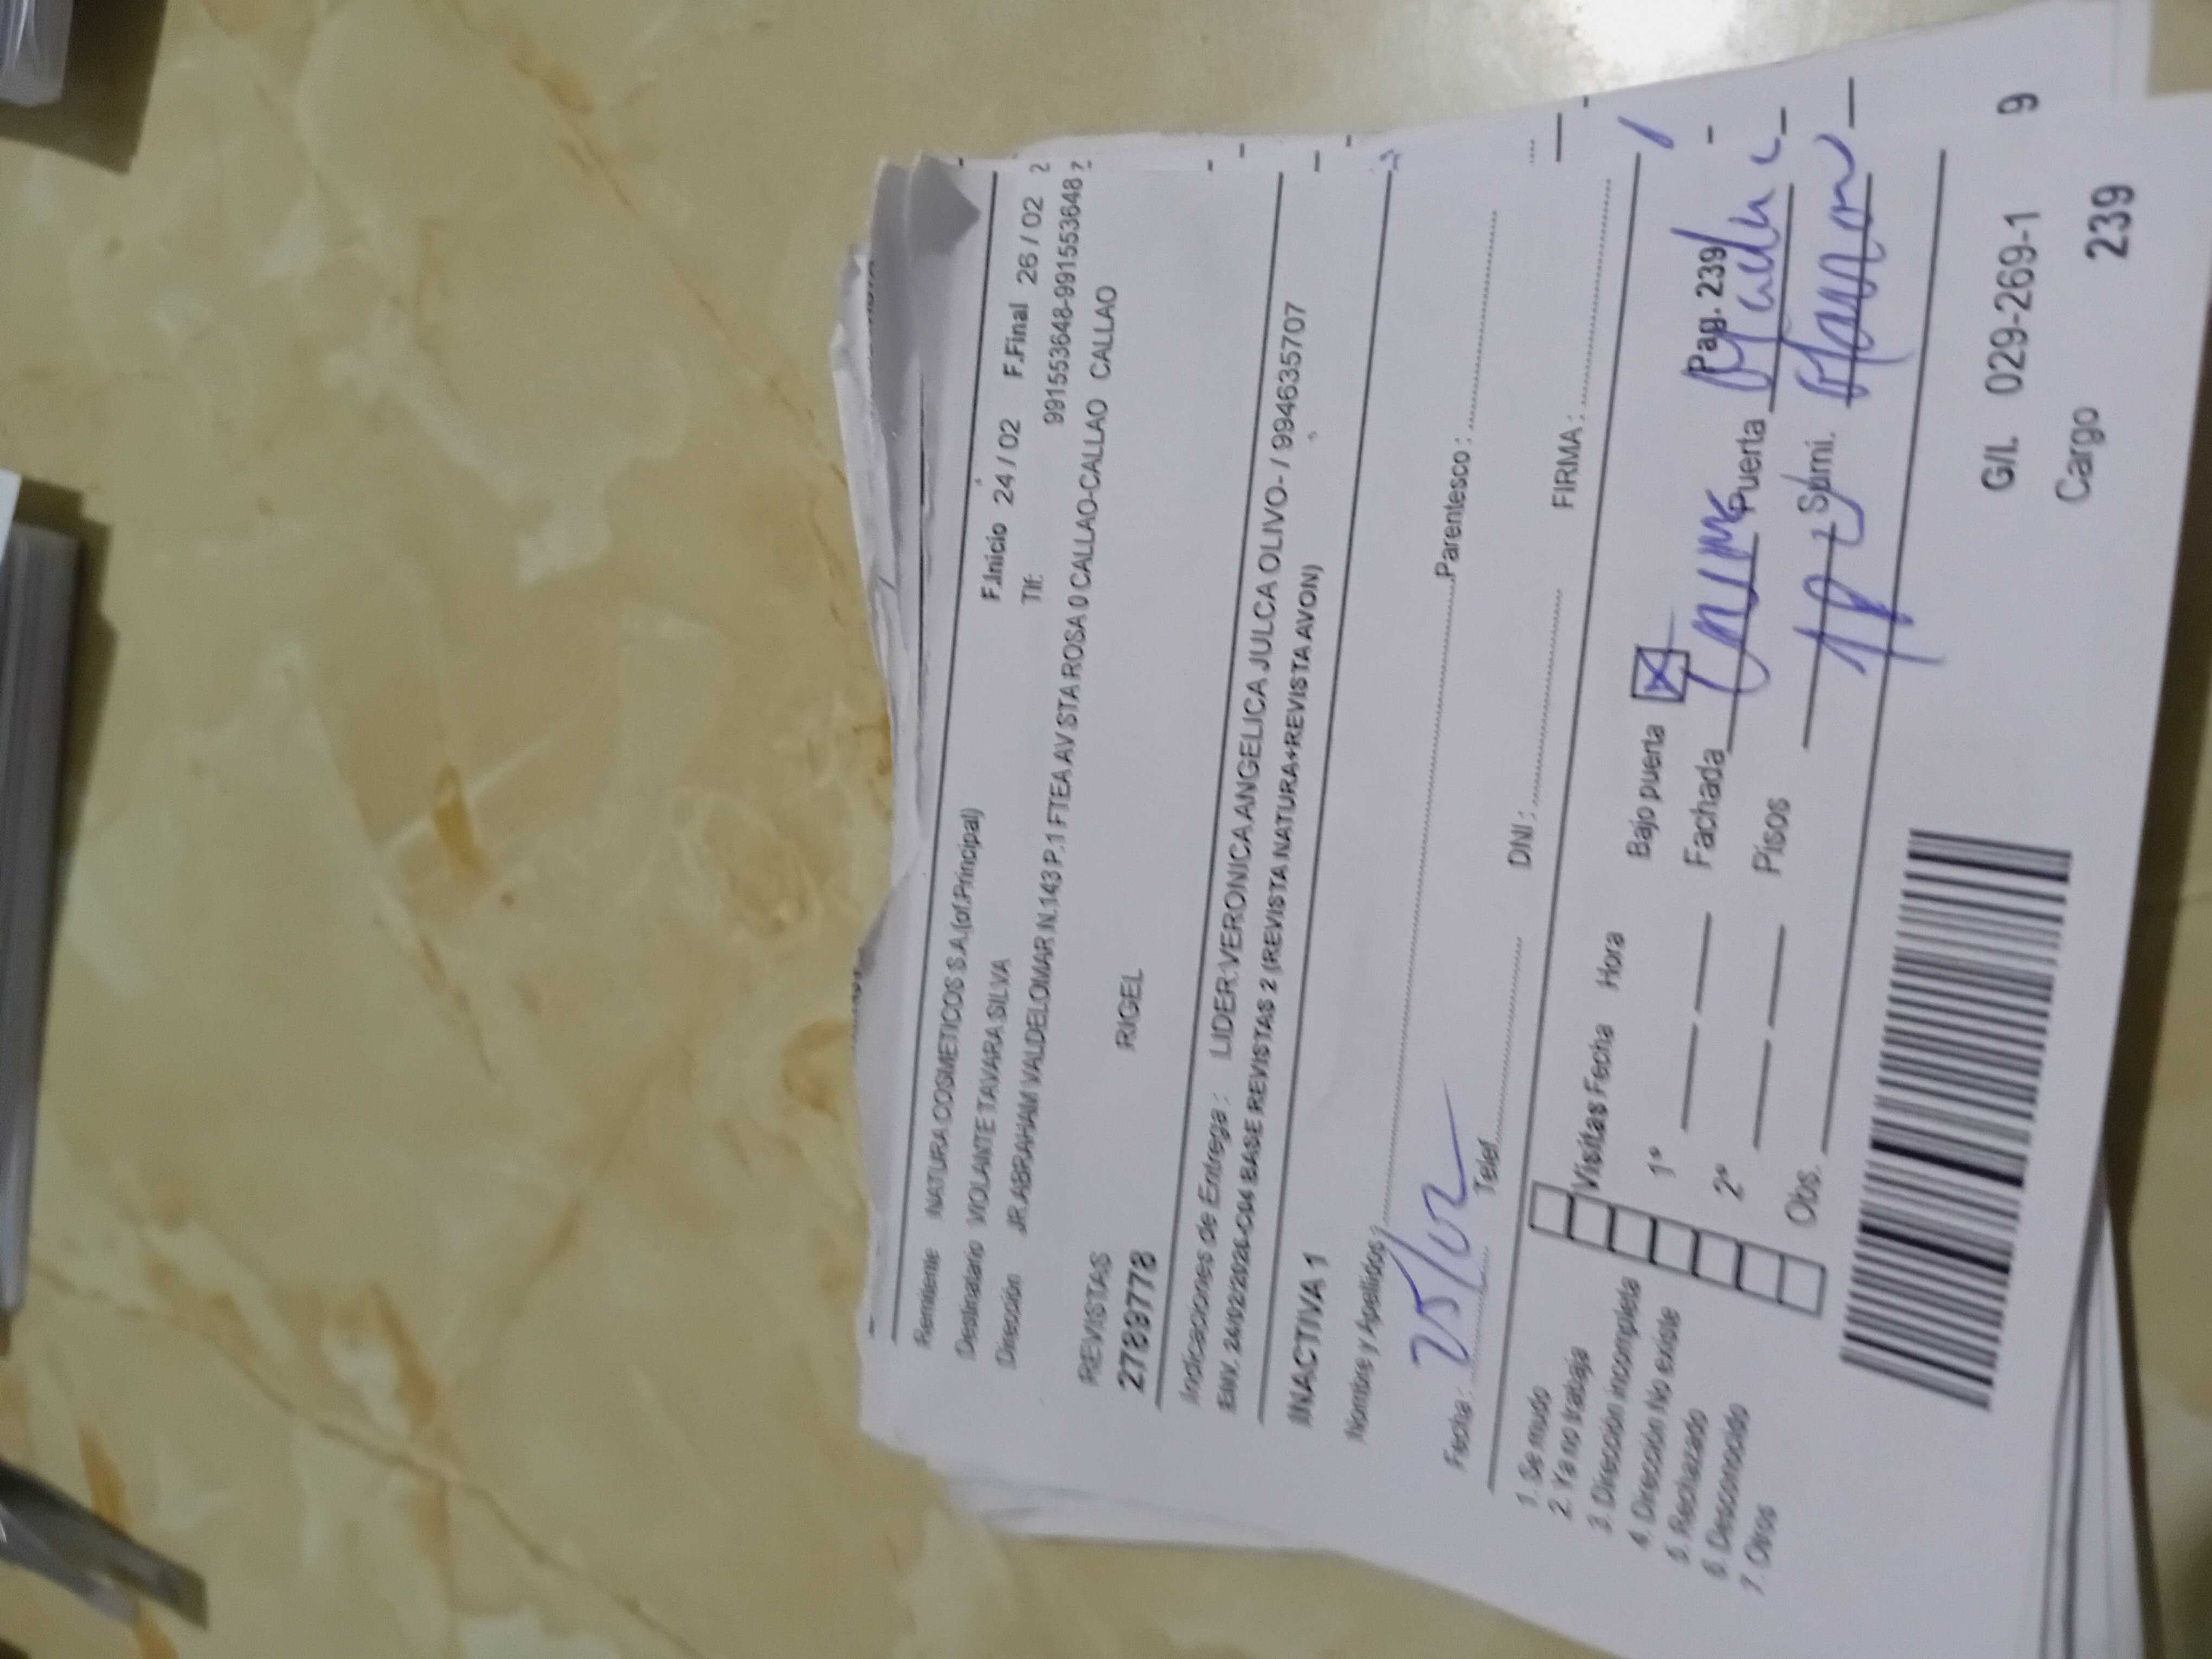 Remitente NATURA COSMETICOS S.A.(of.Principal)
Destinatario VIOLANTE TAVARA SILVA F.Inicio 24 / 02 F.Final 26 / 02
Dirección JR.ABRAHAM VALDELOMAR N.143 P.1 FTEA AV STA ROSA 0 CALLAO-CALLAO CALLAO
Tlf: 991553648-991553648
REVISTAS
27899778 RIGEL
Indicaciones de Entrega : LIDER:VERONICA ANGELICA JULCA OLIVO- / 994635707
Env. 24/02/2026-C04 BASE REVISTAS 2 (REVISTA NATURA+REVISTA AVON)
INACTIVA 1
Nombre y Apellidos : Parentesco :
Fecha : 25/02 Telef. DNI : FIRMA :
1. Se mudo
2. Ya no trabaja
3. Dirección incompleta
4. Dirección No existe
5. Rechazado
6. Desconocido
7. Otros
Visitas Fecha Hora Bajo puerta X
1° Fachada Puerta Pag. 239
2° Pisos Sumi.
Obs.
G/L 029-269-1 9
Cargo 239